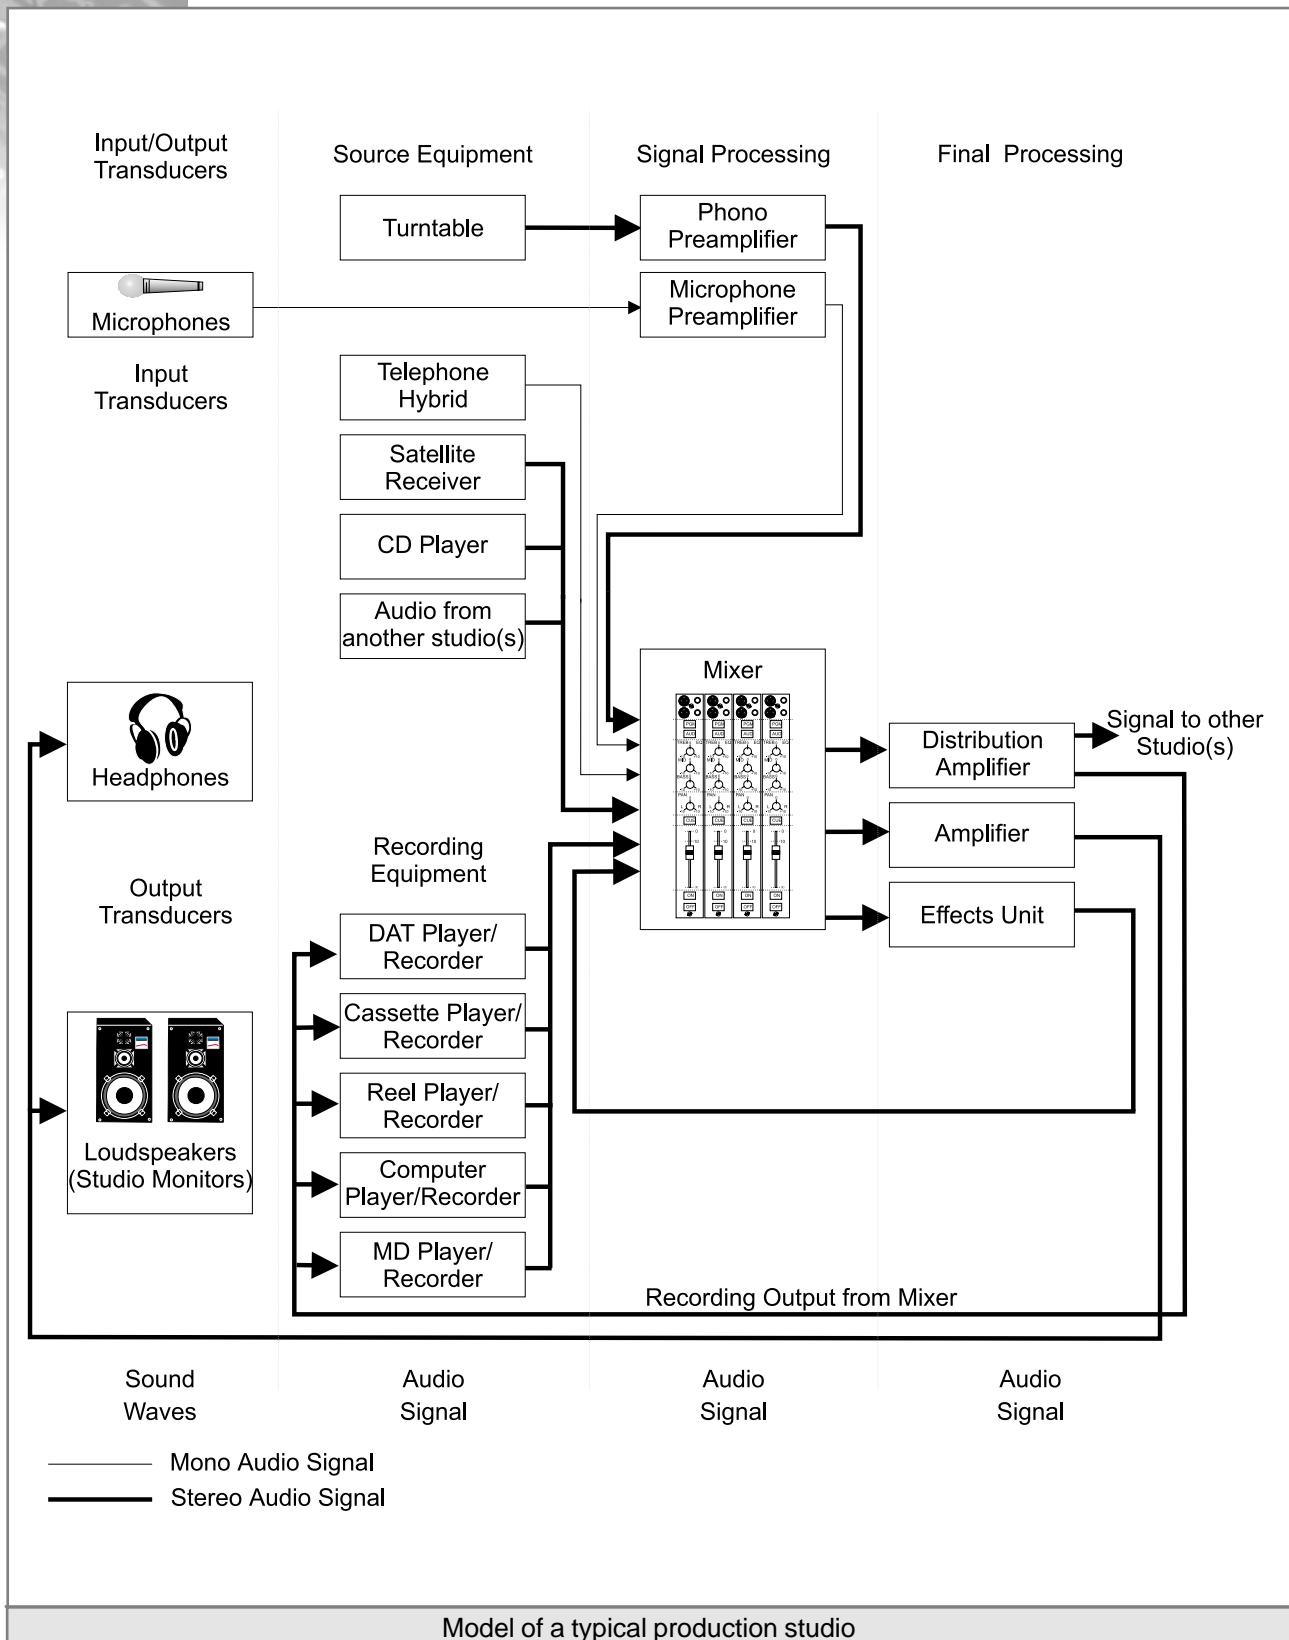 Input/Output
Transducers
Source Equipment
Signal Processing
Final Processing
Turntable
Phono
Preamplifier
Microphones
Microphone
Preamplifier
Input
Transducers
Telephone
Hybrid
Satellite
Receiver
CD Player
Audio from
another studio(s)
Mixer
Headphones
Distribution
Amplifier
Signal to other
Studio(s)
Amplifier
Effects Unit
Recording
Equipment
Output
Transducers
DAT Player/
Recorder
Cassette Player/
Recorder
Reel Player/
Recorder
Computer
Player/Recorder
MD Player/
Recorder
Loudspeakers
(Studio Monitors)
Recording Output from Mixer
Sound
Waves
Audio
Signal
Audio
Signal
Audio
Signal
Mono Audio Signal
Stereo Audio Signal
Model of a typical production studio